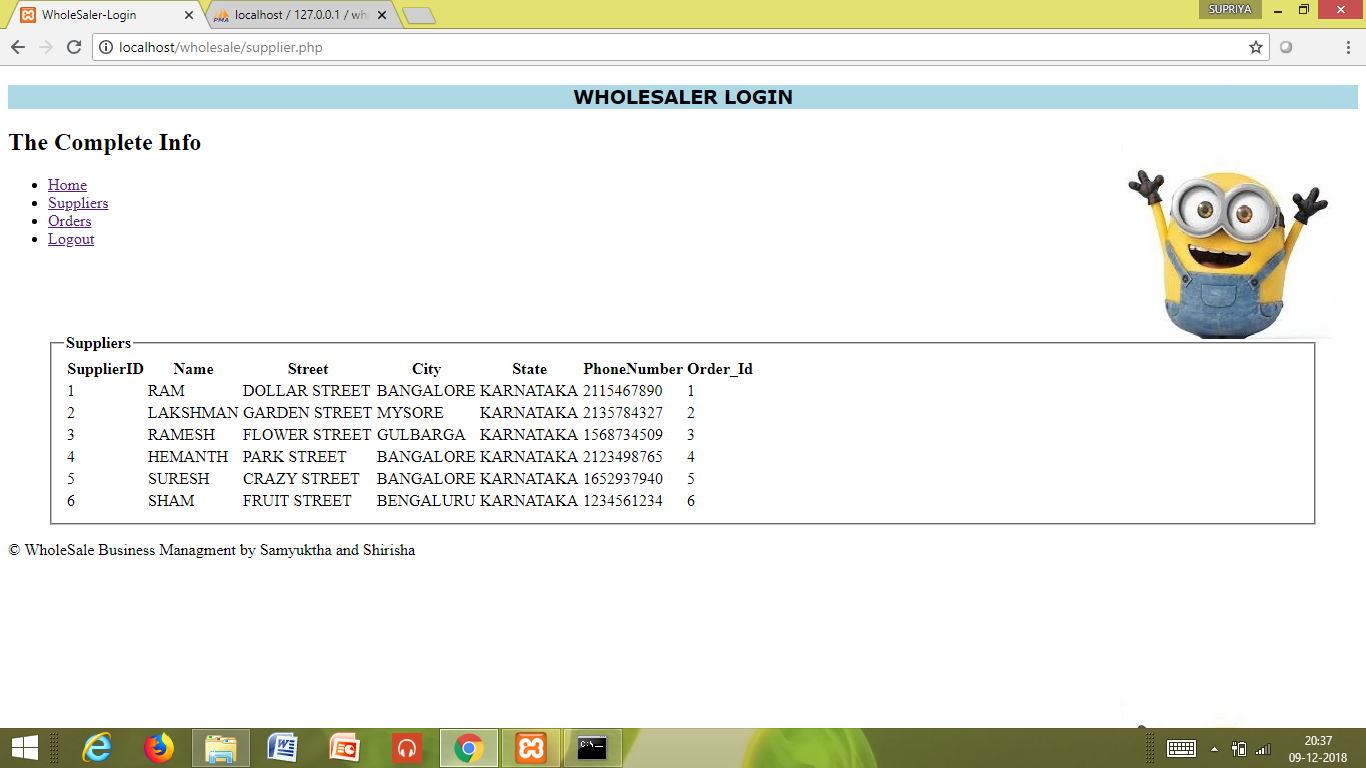 WholeSaler-Login
localhost / 127.0.0.1 / wh
SUPRIYA
localhost/wholesale/supplier.php
WHOLESALER LOGIN
The Complete Info
Home
Suppliers
Orders
Logout
Suppliers
SupplierID Name Street City State PhoneNumber Order_Id
1 RAM DOLLAR STREET BANGALORE KARNATAKA 2115467890 1
2 LAKSHMAN GARDEN STREET MYSORE KARNATAKA 2135784327 2
3 RAMESH FLOWER STREET GULBARGA KARNATAKA 1568734509 3
4 HEMANTH PARK STREET BANGALORE KARNATAKA 2123498765 4
5 SURESH CRAZY STREET BANGALORE KARNATAKA 1652937940 5
6 SHAM FRUIT STREET BENGALURU KARNATAKA 1234561234 6
© WholeSale Business Managment by Samyuktha and Shirisha
20:37
09-12-2018